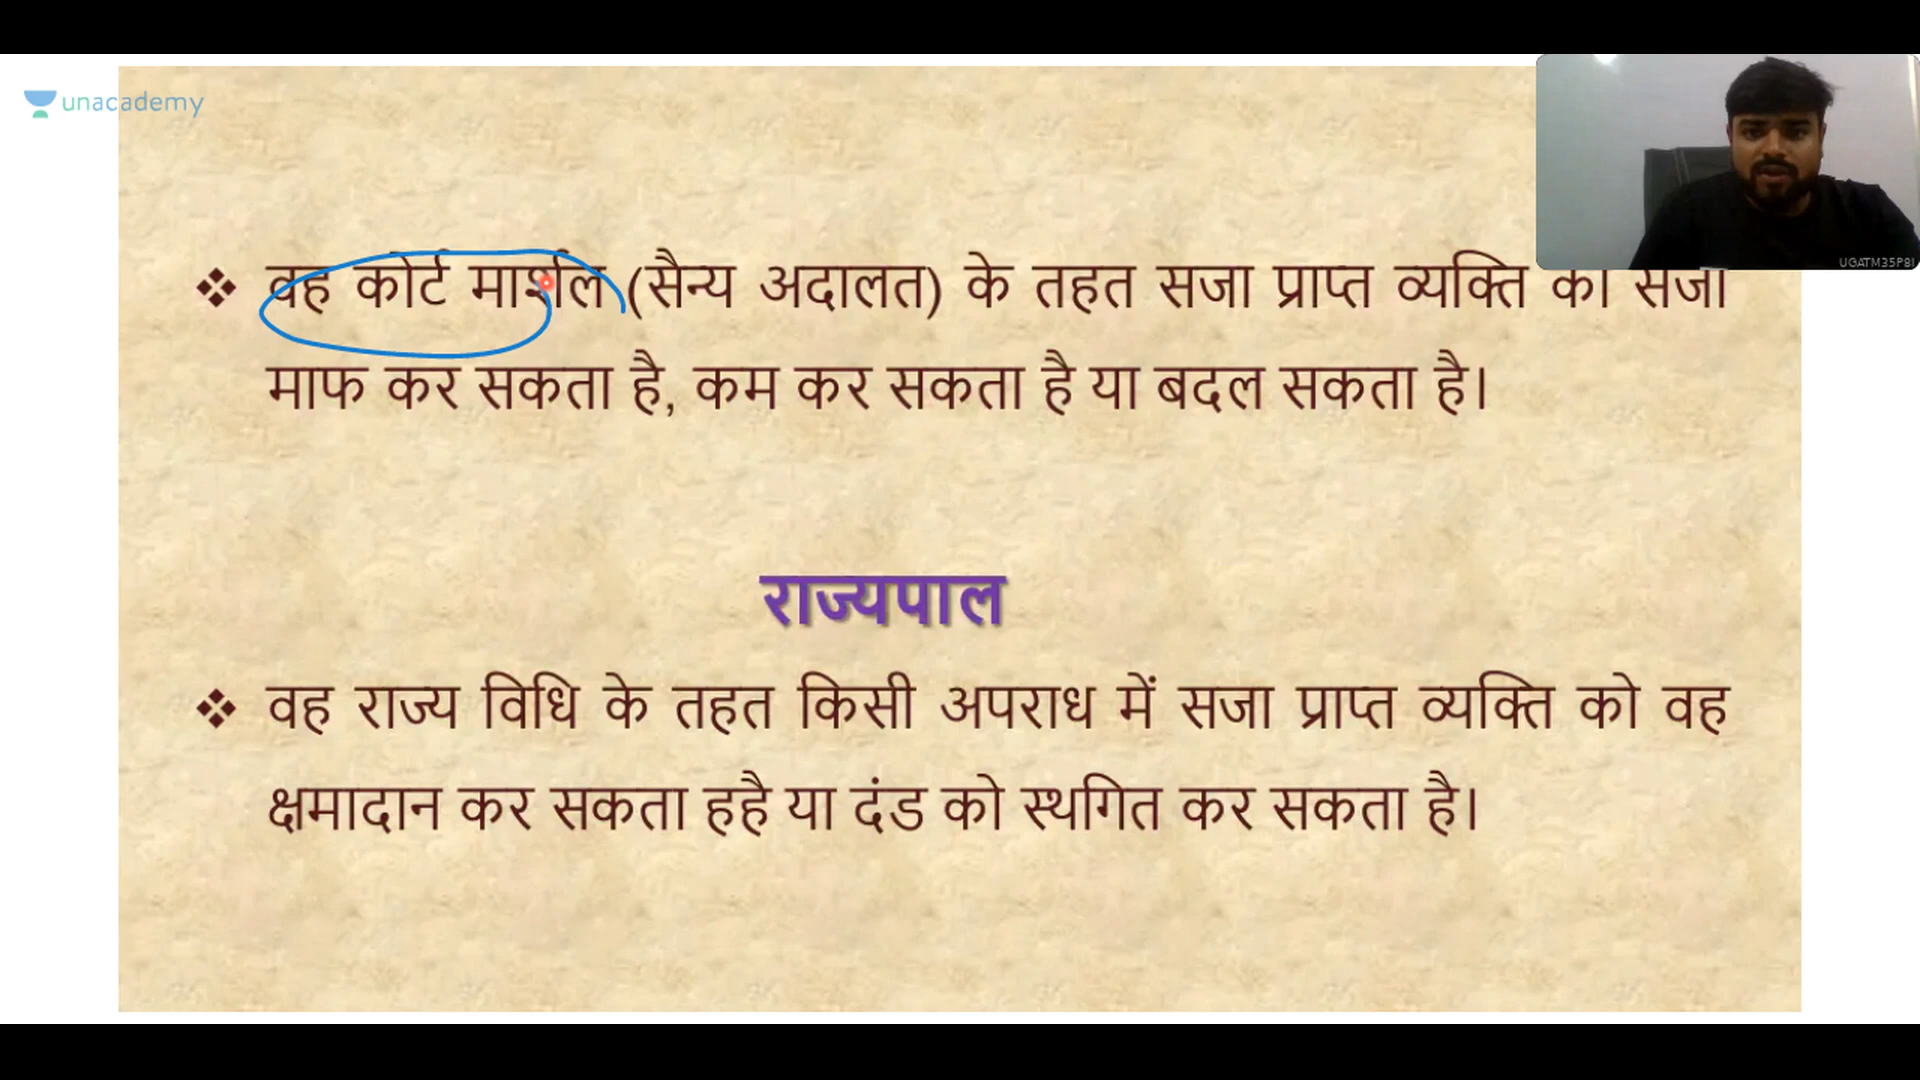 unacademy
❖ वह कोर्ट मार्शल (सैन्य अदालत) के तहत सजा प्राप्त व्यक्ति को सजा
माफ कर सकता है, कम कर सकता है या बदल सकता है।
राज्यपाल
❖ वह राज्य विधि के तहत किसी अपराध में सजा प्राप्त व्यक्ति को वह
क्षमादान कर सकता हहै या दंड को स्थगित कर सकता है।
UGATM35P8I